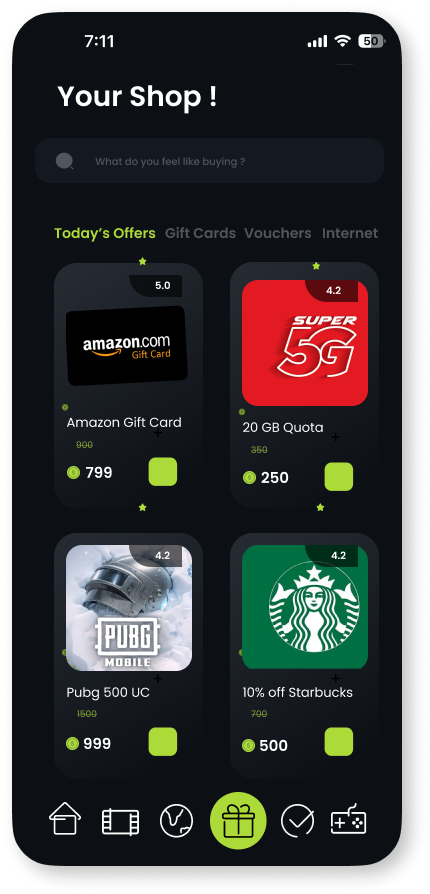 7:11
50
Your Shop !
What do you feel like buying ?
Today's Offers Gift Cards Vouchers Internet
5.0
amazon.com
Gift Card
Amazon Gift Card
900
799
4.2
SUPER
5G
20 GB Quota
350
250
4.2
PUBG
MOBILE
Pubg 500 UC
1500
999
4.2
10% off Starbucks
700
500